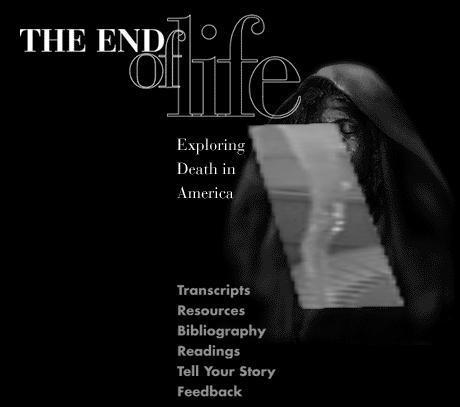 THE END
of life
Exploring
Death in
America
Transcripts
Resources
Bibliography
Readings
Tell Your Story
Feedback